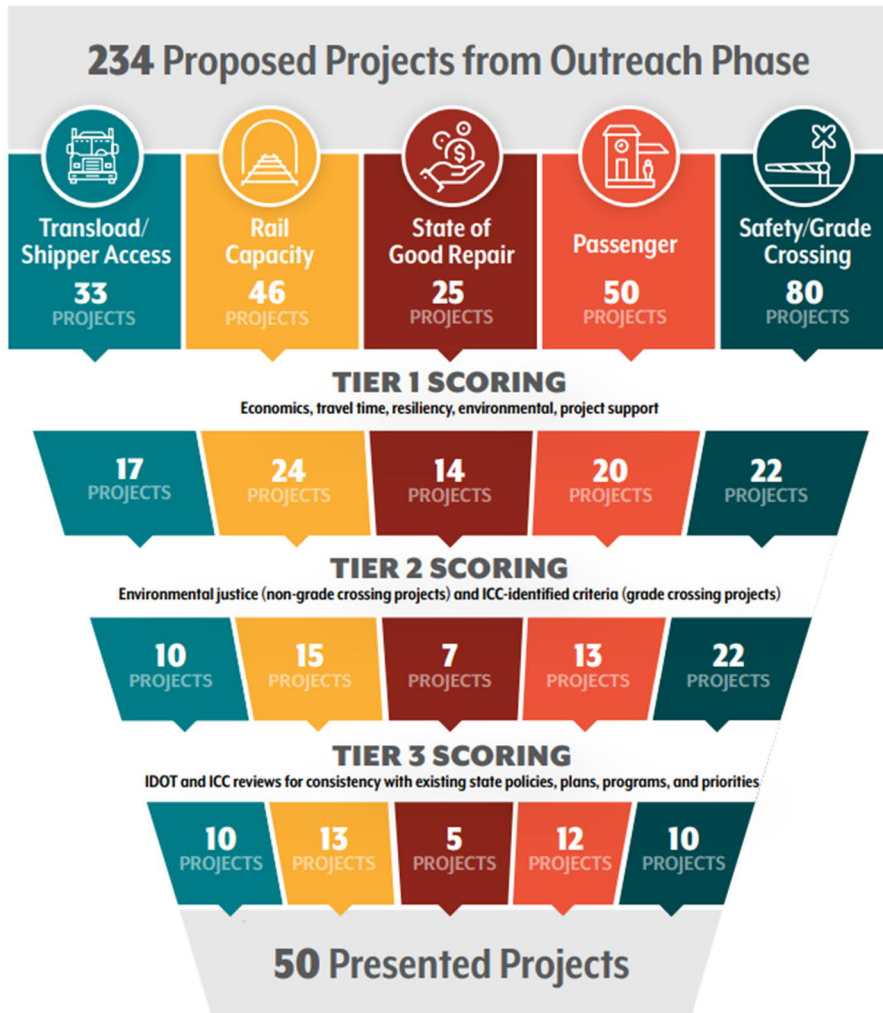 234 Proposed Projects from Outreach Phase
Transload/
Shipper Access
33
PROJECTS
Rail
Capacity
46
PROJECTS
State of
Good Repair
25
PROJECTS
Passenger
50
PROJECTS
Safety/Grade
Crossing
80
PROJECTS
TIER 1 SCORING
Economics, travel time, resiliency, environmental, project support
17
PROJECTS
24
PROJECTS
14
PROJECTS
20
PROJECTS
22
PROJECTS
TIER 2 SCORING
Environmental justice (non-grade crossing projects) and ICC-identified criteria (grade crossing projects)
10
PROJECTS
15
PROJECTS
7
PROJECTS
13
PROJECTS
22
PROJECTS
TIER 3 SCORING
IDOT and ICC reviews for consistency with existing state policies, plans, programs, and priorities
10
PROJECTS
13
PROJECTS
5
PROJECTS
12
PROJECTS
10
PROJECTS
50 Presented Projects